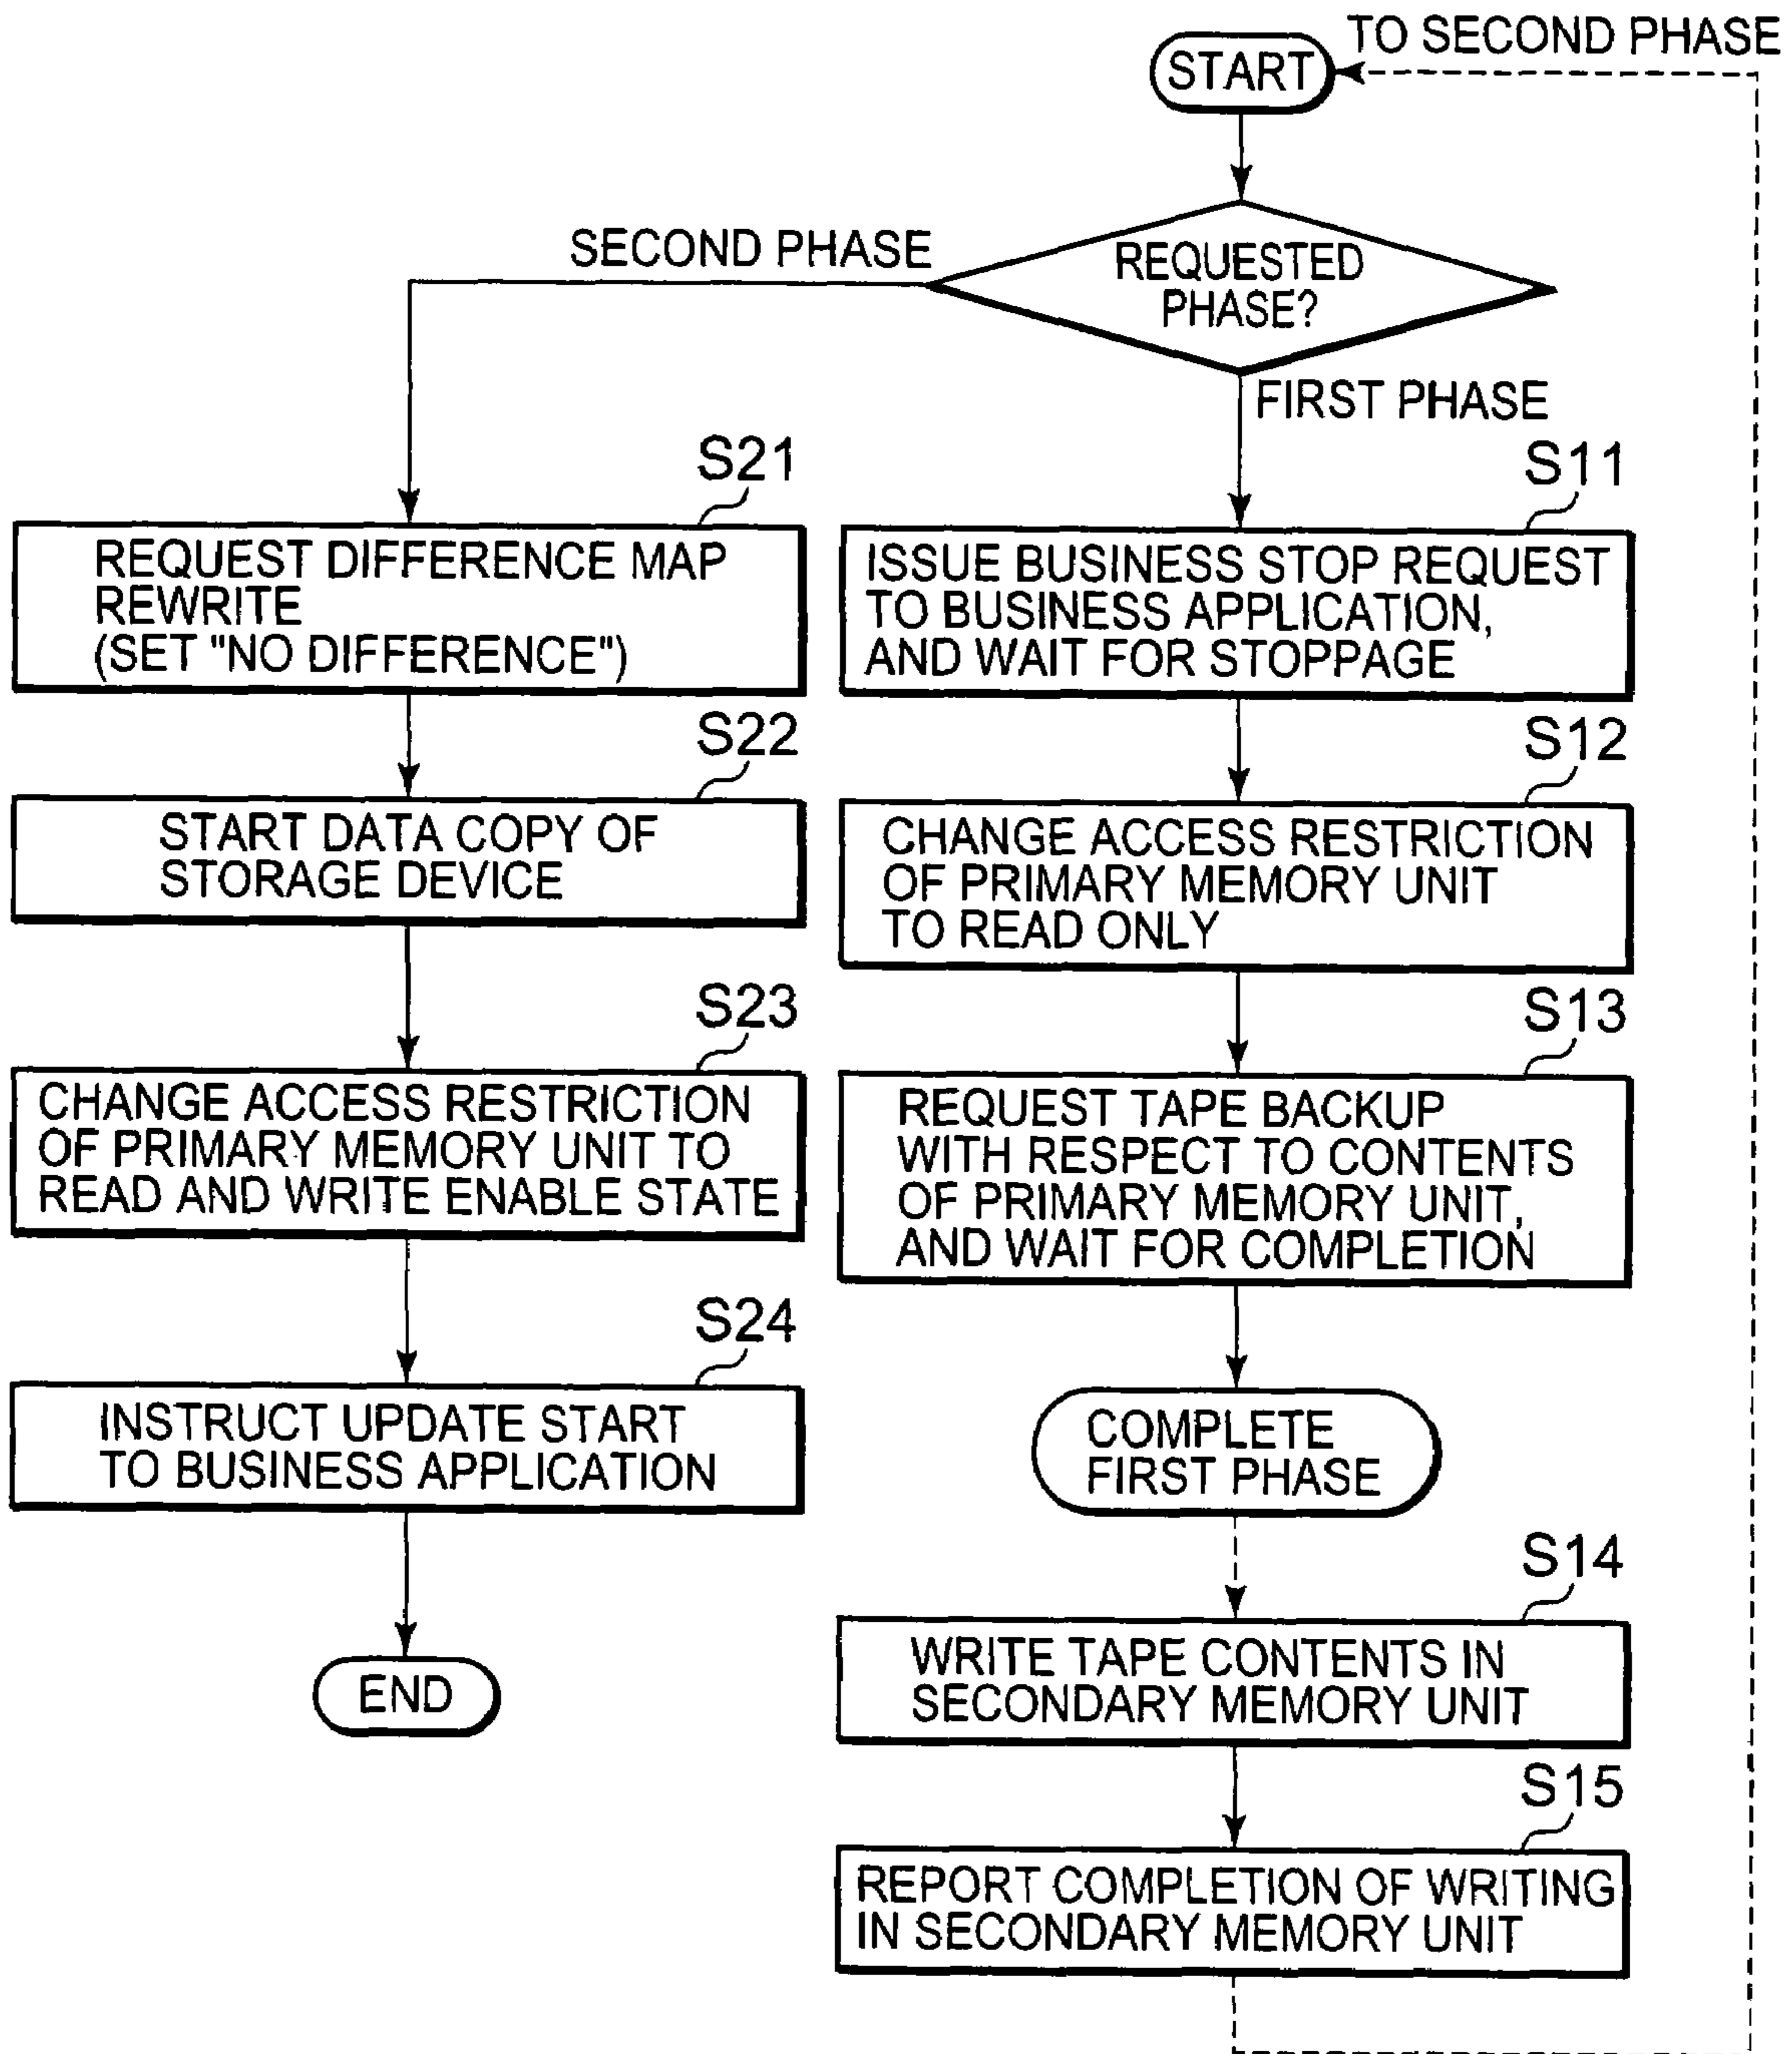 TO SECOND PHASE
START
REQUESTED
PHASE?
SECOND PHASE
FIRST PHASE
S21
REQUEST DIFFERENCE MAP
REWRITE
(SET "NO DIFFERENCE")
S22
START DATA COPY OF
STORAGE DEVICE
S23
CHANGE ACCESS RESTRICTION
OF PRIMARY MEMORY UNIT TO
READ AND WRITE ENABLE STATE
S24
INSTRUCT UPDATE START
TO BUSINESS APPLICATION
END
S11
ISSUE BUSINESS STOP REQUEST
TO BUSINESS APPLICATION,
AND WAIT FOR STOPPAGE
S12
CHANGE ACCESS RESTRICTION
OF PRIMARY MEMORY UNIT
TO READ ONLY
S13
REQUEST TAPE BACKUP
WITH RESPECT TO CONTENTS
OF PRIMARY MEMORY UNIT,
AND WAIT FOR COMPLETION
COMPLETE
FIRST PHASE
S14
WRITE TAPE CONTENTS IN
SECONDARY MEMORY UNIT
S15
REPORT COMPLETION OF WRITING
IN SECONDARY MEMORY UNIT